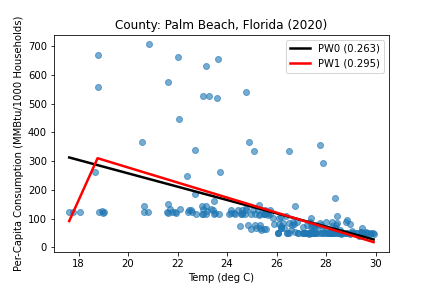 County: Palm Beach, Florida (2020)
Per-Capita Consumption (MMBtu/1000 Households)
700
600
500
400
300
200
100
0
PW0 (0.263)
PW1 (0.295)
18 20 22 24 26 28 30
Temp (deg C)